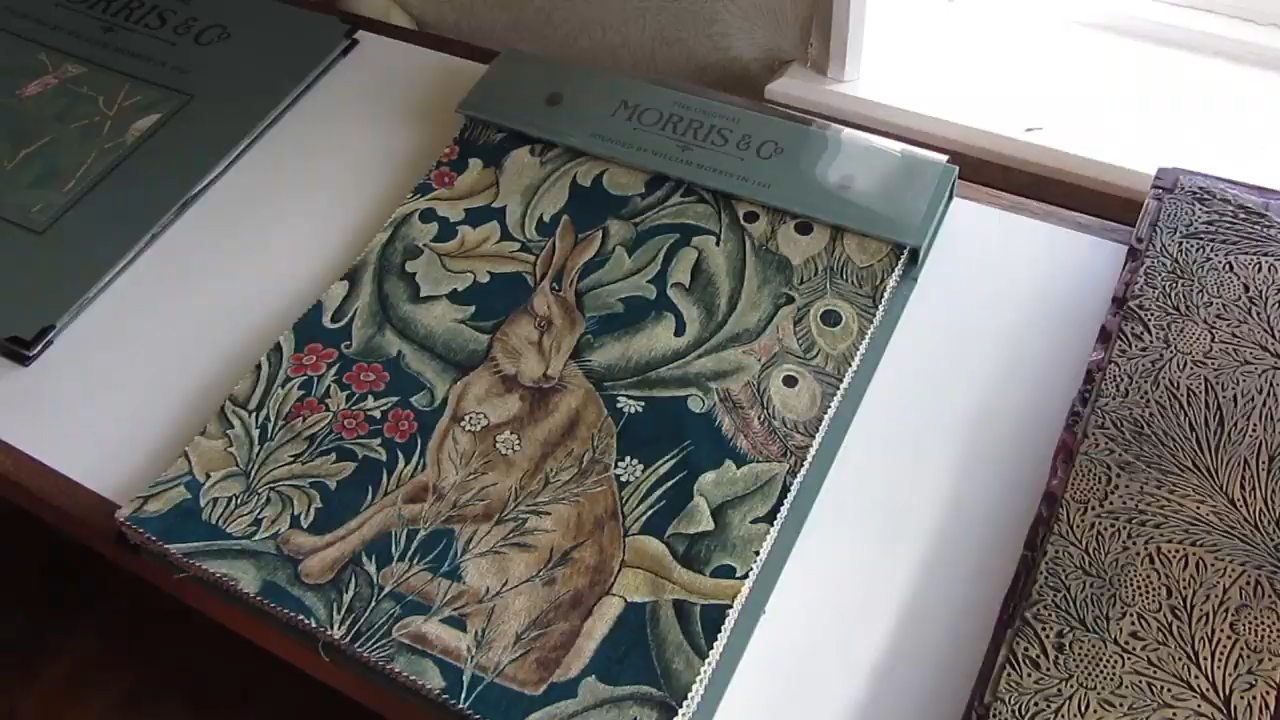 MORRIS & Co
THE ORIGINAL
MORRIS & Co
FOUNDED BY WILLIAM MORRIS IN 1861